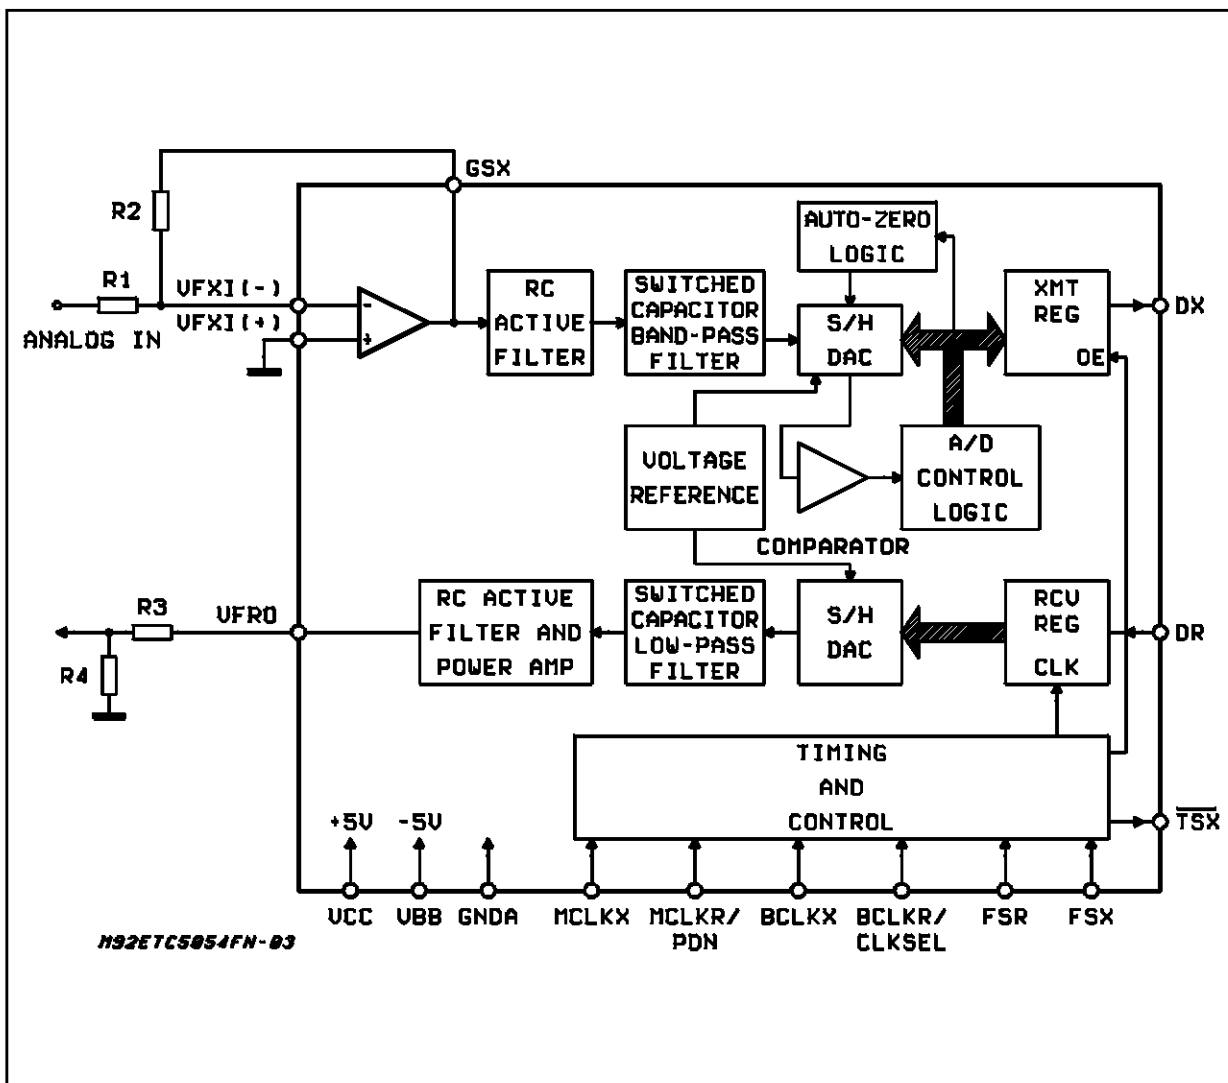 GSX
R2
AUTO-ZERO
LOGIC
R1
VFXI(-)
VFXI(+)
ANALOG IN
-
+
RC
ACTIVE
FILTER
SWITCHED
CAPACITOR
BAND-PASS
FILTER
S/H
DAC
XMT
REG
OE
DX
VOLTAGE
REFERENCE
A/D
CONTROL
LOGIC
COMPARATOR
R3
VFRO
R4
RC ACTIVE
FILTER AND
POWER AMP
SWITCHED
CAPACITOR
LOW-PASS
FILTER
S/H
DAC
RCV
REG
CLK
DR
TIMING
AND
CONTROL
TSX
+5V
-5V
VCC
VBB
GNDA
MCLKX
MCLKR/
PDN
BCLKX
BCLKR/
CLKSEL
FSR
FSX
M92ETC5054FN-03